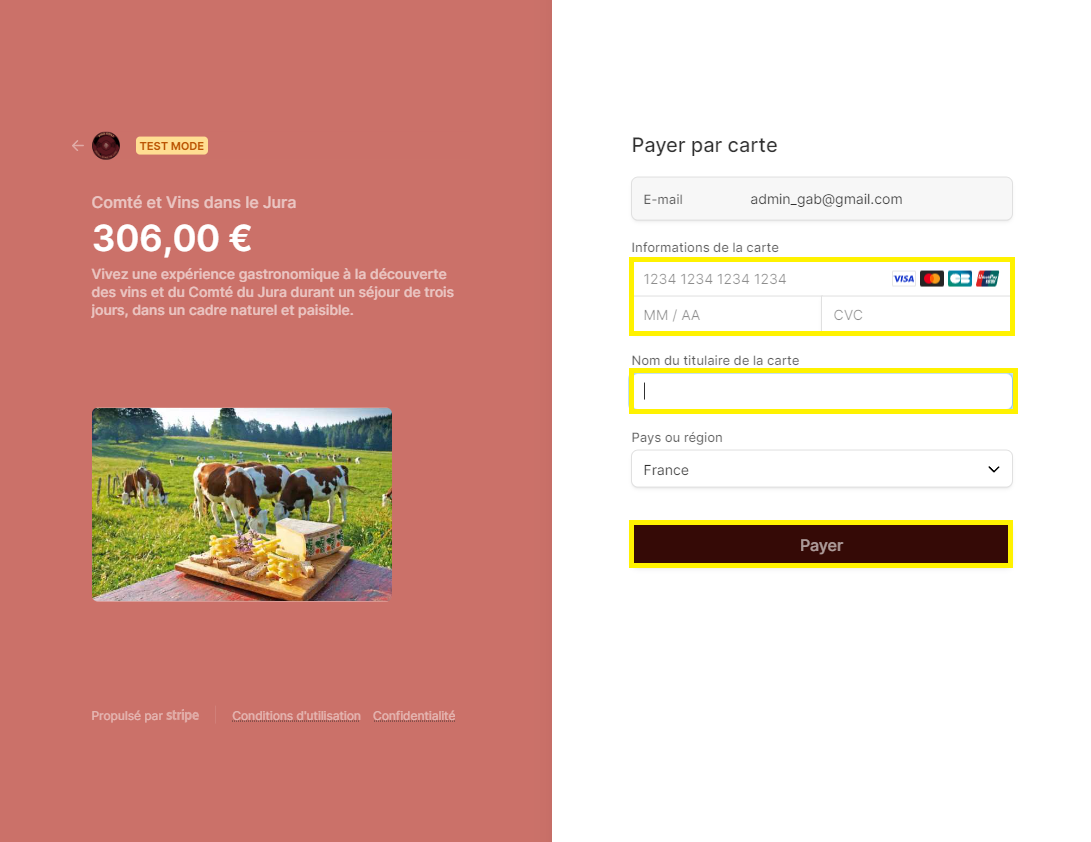 TEST MODE
Comté et Vins dans le Jura
306,00 €
Vivez une expérience gastronomique à la découverte
des vins et du Comté du Jura durant un séjour de trois
jours, dans un cadre naturel et paisible.
Propulsé par stripe
Conditions d'utilisation Confidentialité
Payer par carte
E-mail admin_gab@gmail.com
Informations de la carte
1234 1234 1234 1234 VISA
MM / AA CVC
Nom du titulaire de la carte
Pays ou région
France
Payer